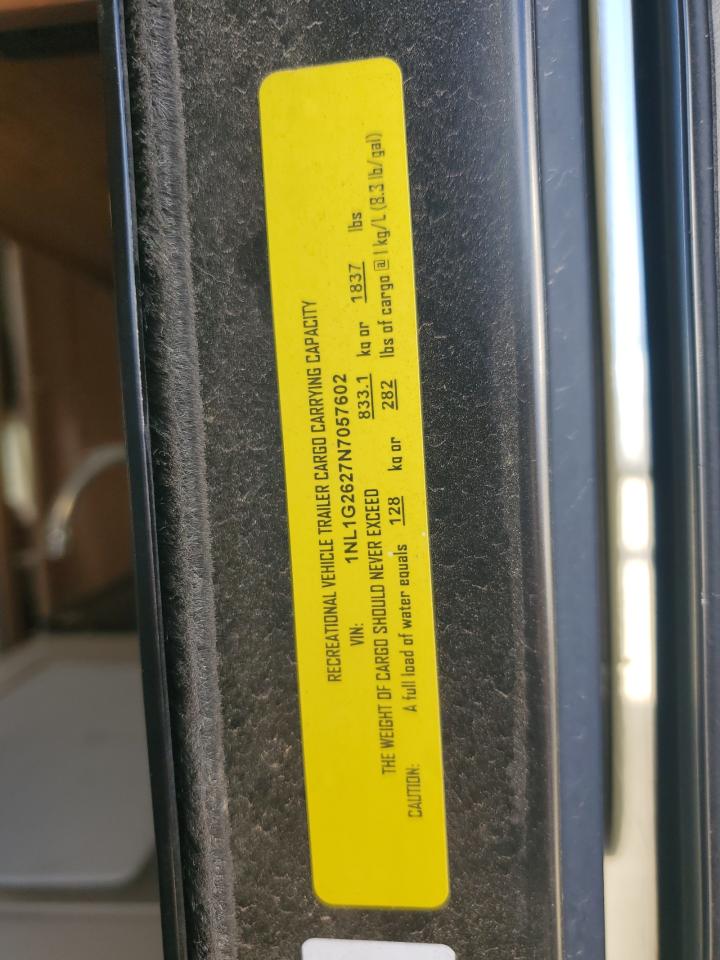 RECREATIONAL VEHICLE TRAILER CARGO CARRYING CAPACITY
VIN: 1NL1G2627N7057602
THE WEIGHT OF CARGO SHOULD NEVER EXCEED 833.1 kg or 1837 lbs
CAUTION: A full load of water equals 128 kg or 282 lbs of cargo @ 1 kg/L (8.3 lb/gal)